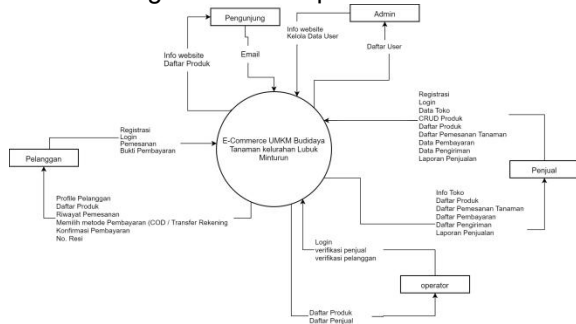 Pengunjung
Admin
Info website
Daftar Produk
Email
Info website
Kelola Data User
Daftar User
E-Commerce UMKM Budidaya
Tanaman kelurahan Lubuk
Minturun
Registrasi
Login
Pemesanan
Bukti Pembayaran
Pelanggan
Profile Pelanggan
Daftar Produk
Riwayat Pemesanan
Memilih metode Pembayaran (COD / Transfer Rekening
Konfirmasi Pembayaran
No. Resi
Registrasi
Login
Data Toko
CRUD Produk
Daftar Produk
Daftar Pemesanan Tanaman
Data Pembayaran
Data Pengiriman
Laporan Penjualan
Penjual
Info Toko
Daftar Produk
Daftar Pemesanan Tanaman
Daftar Pembayaran
Daftar Pengiriman
Laporan Penjualan
Login
verifikasi penjual
verifikasi pelanggan
operator
Daftar Produk
Daftar Penjual